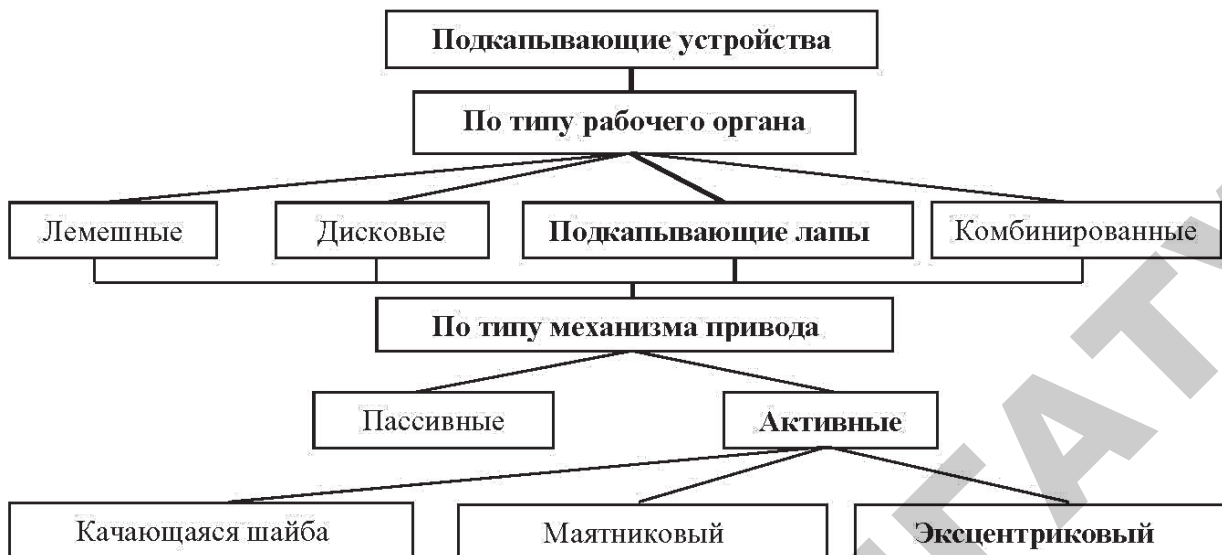 Подкапывающие устройства
По типу рабочего органа
Лемешные
Дисковые
Подкапывающие лапы
Комбинированные
По типу механизма привода
Пассивные
Активные
Качающаяся шайба
Маятниковый
Эксцентриковый